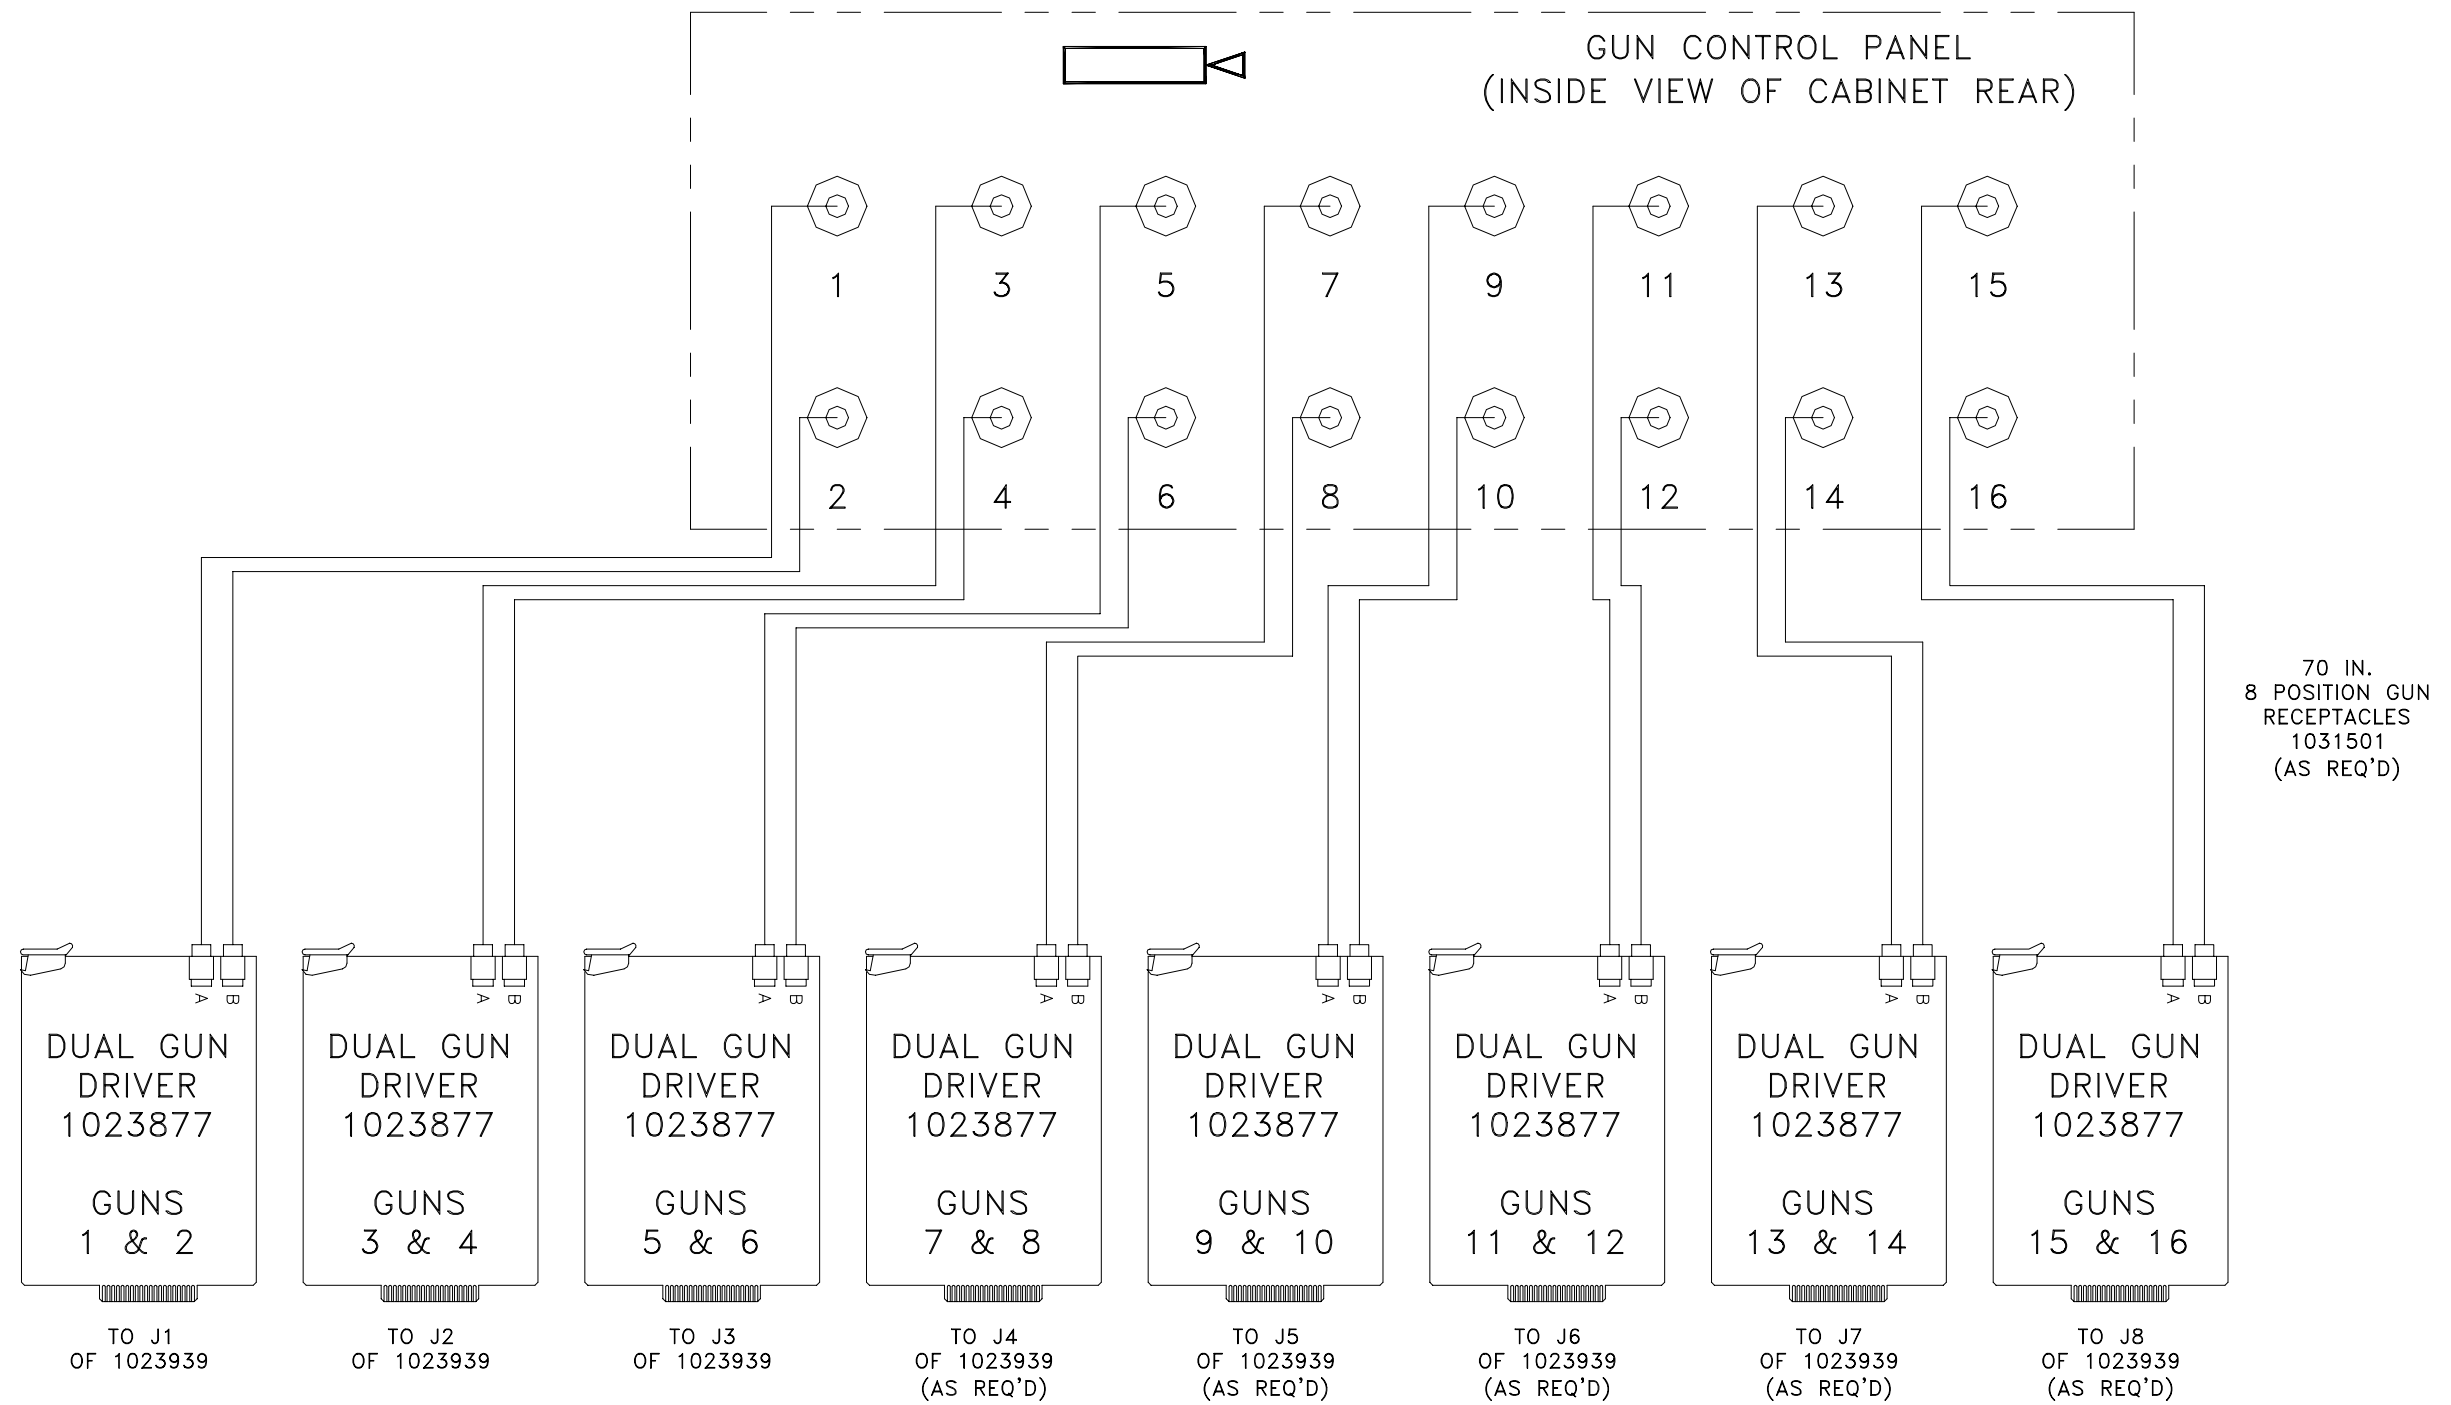 GUN CONTROL PANEL
(INSIDE VIEW OF CABINET REAR)
1 3 5 7 9 11 13 15
2 4 6 8 10 12 14 16
70 IN.
8 POSITION GUN
RECEPTACLES
1031501
(AS REQ'D)
A B
DUAL GUN
DRIVER
1023877
GUNS
1 & 2
TO J1
OF 1023939
A B
DUAL GUN
DRIVER
1023877
GUNS
3 & 4
TO J2
OF 1023939
A B
DUAL GUN
DRIVER
1023877
GUNS
5 & 6
TO J3
OF 1023939
A B
DUAL GUN
DRIVER
1023877
GUNS
7 & 8
TO J4
OF 1023939
(AS REQ'D)
A B
DUAL GUN
DRIVER
1023877
GUNS
9 & 10
TO J5
OF 1023939
(AS REQ'D)
A B
DUAL GUN
DRIVER
1023877
GUNS
11 & 12
TO J6
OF 1023939
(AS REQ'D)
A B
DUAL GUN
DRIVER
1023877
GUNS
13 & 14
TO J7
OF 1023939
(AS REQ'D)
A B
DUAL GUN
DRIVER
1023877
GUNS
15 & 16
TO J8
OF 1023939
(AS REQ'D)